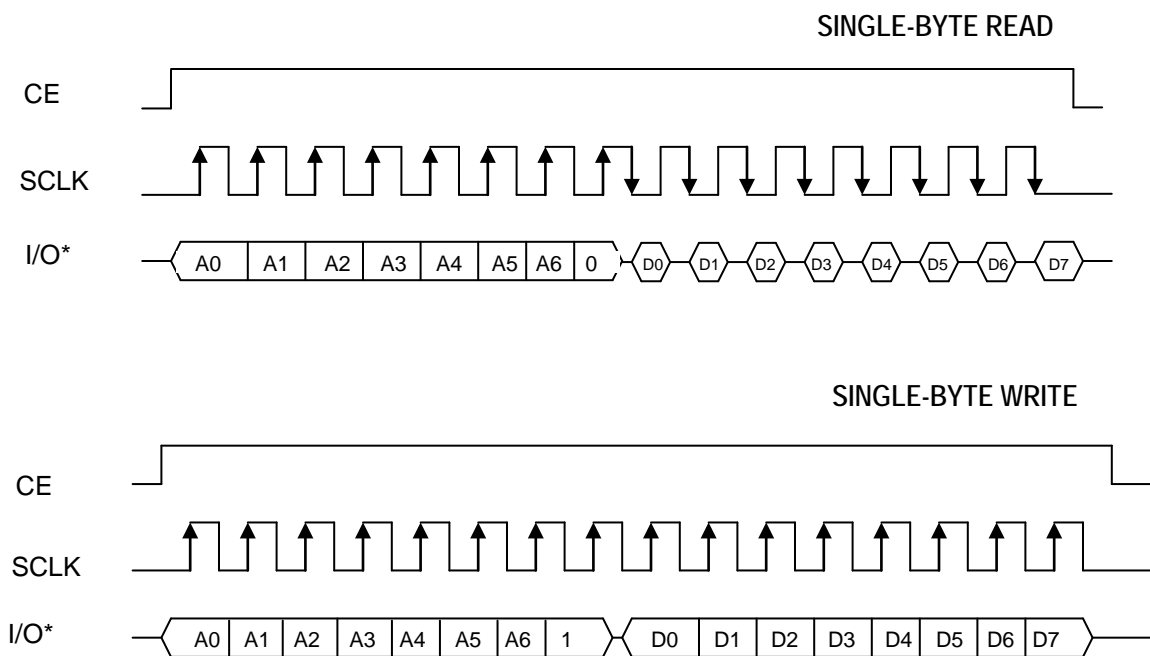 SINGLE-BYTE READ
CE
SCLK
I/O* A0 A1 A2 A3 A4 A5 A6 0 D0 D1 D2 D3 D4 D5 D6 D7
SINGLE-BYTE WRITE
CE
SCLK
I/O* A0 A1 A2 A3 A4 A5 A6 1 D0 D1 D2 D3 D4 D5 D6 D7